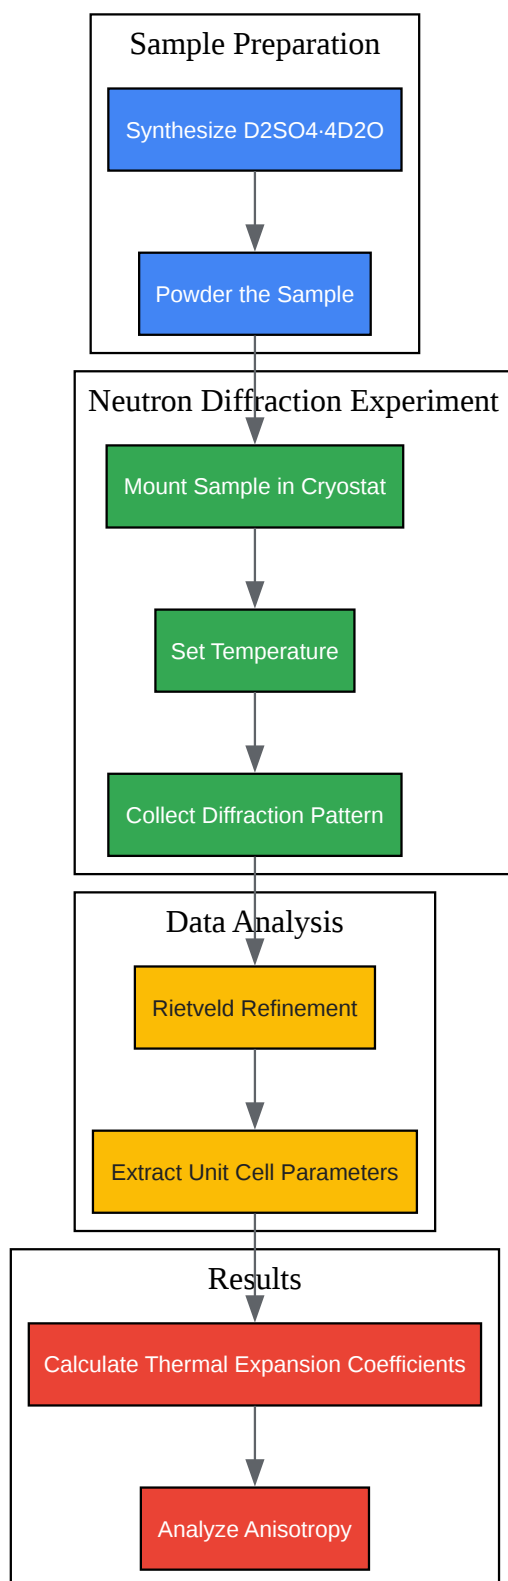 Sample Preparation
Synthesize D2SO4·4D2O
Powder the Sample
Neutron Diffraction Experiment
Mount Sample in Cryostat
Set Temperature
Collect Diffraction Pattern
Data Analysis
Rietveld Refinement
Extract Unit Cell Parameters
Results
Calculate Thermal Expansion Coefficients
Analyze Anisotropy